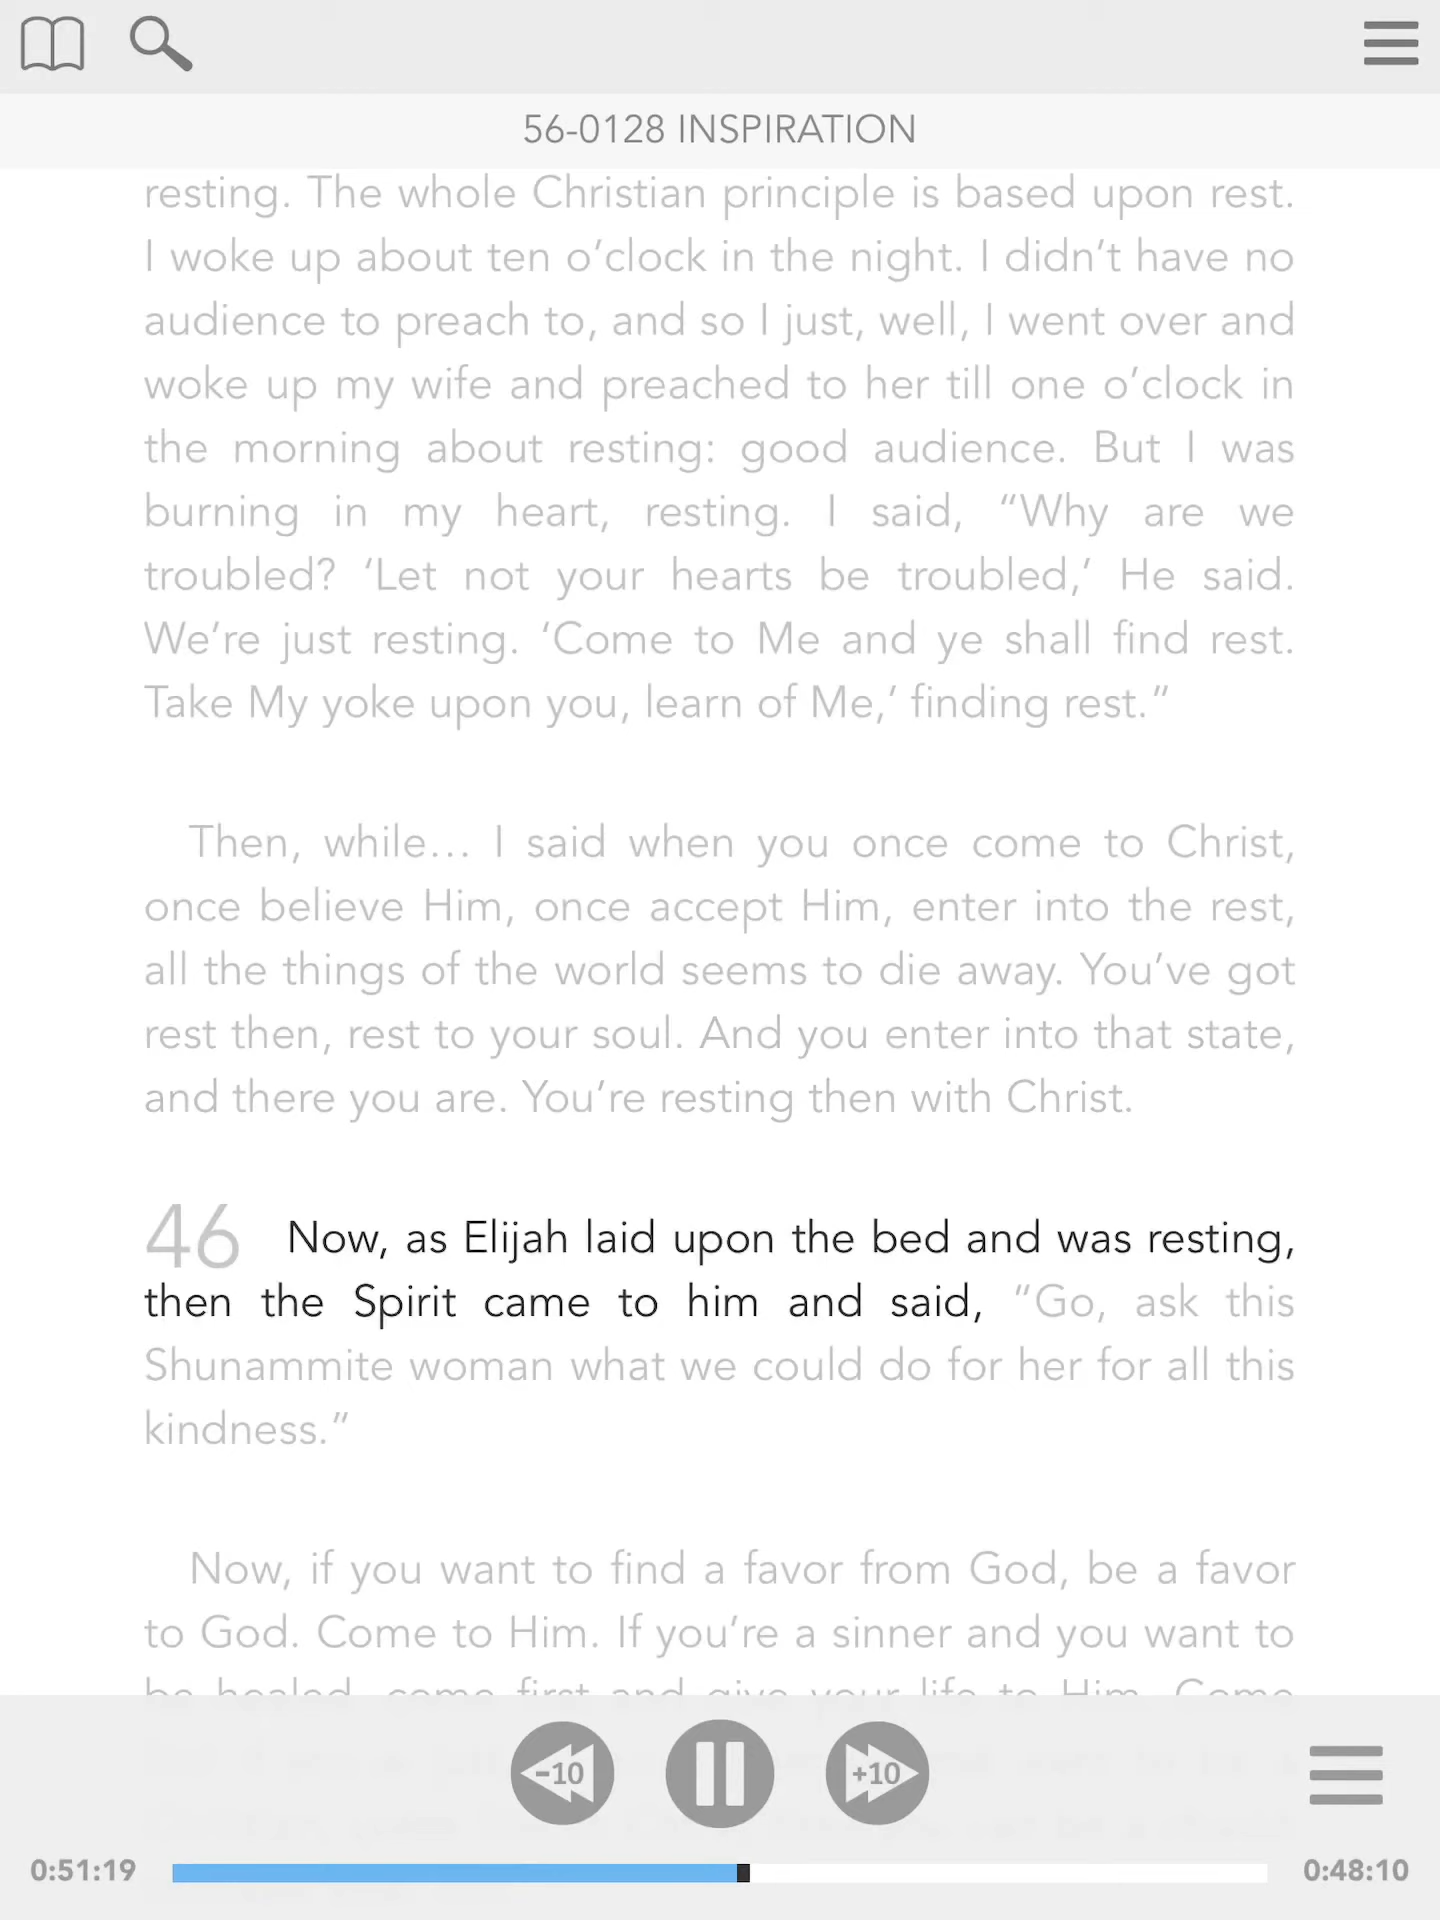 56-0128 INSPIRATION
resting. The whole Christian principle is based upon rest.
I woke up about ten o’clock in the night. I didn’t have no
audience to preach to, and so I just, well, I went over and
woke up my wife and preached to her till one o’clock in
the morning about resting: good audience. But I was
burning in my heart, resting. I said, “Why are we
troubled? ‘Let not your hearts be troubled,’ He said.
We’re just resting. ‘Come to Me and ye shall find rest.
Take My yoke upon you, learn of Me,’ finding rest.”
Then, while… I said when you once come to Christ,
once believe Him, once accept Him, enter into the rest,
all the things of the world seems to die away. You’ve got
rest then, rest to your soul. And you enter into that state,
and there you are. You’re resting then with Christ.
46 Now, as Elijah laid upon the bed and was resting,
then the Spirit came to him and said, “Go, ask this
Shunammite woman what we could do for her for all this
kindness.”
Now, if you want to find a favor from God, be a favor
to God. Come to Him. If you’re a sinner and you want to
be healed, come first and give your life to Him. Come
-10 +10
0:51:19 0:48:10